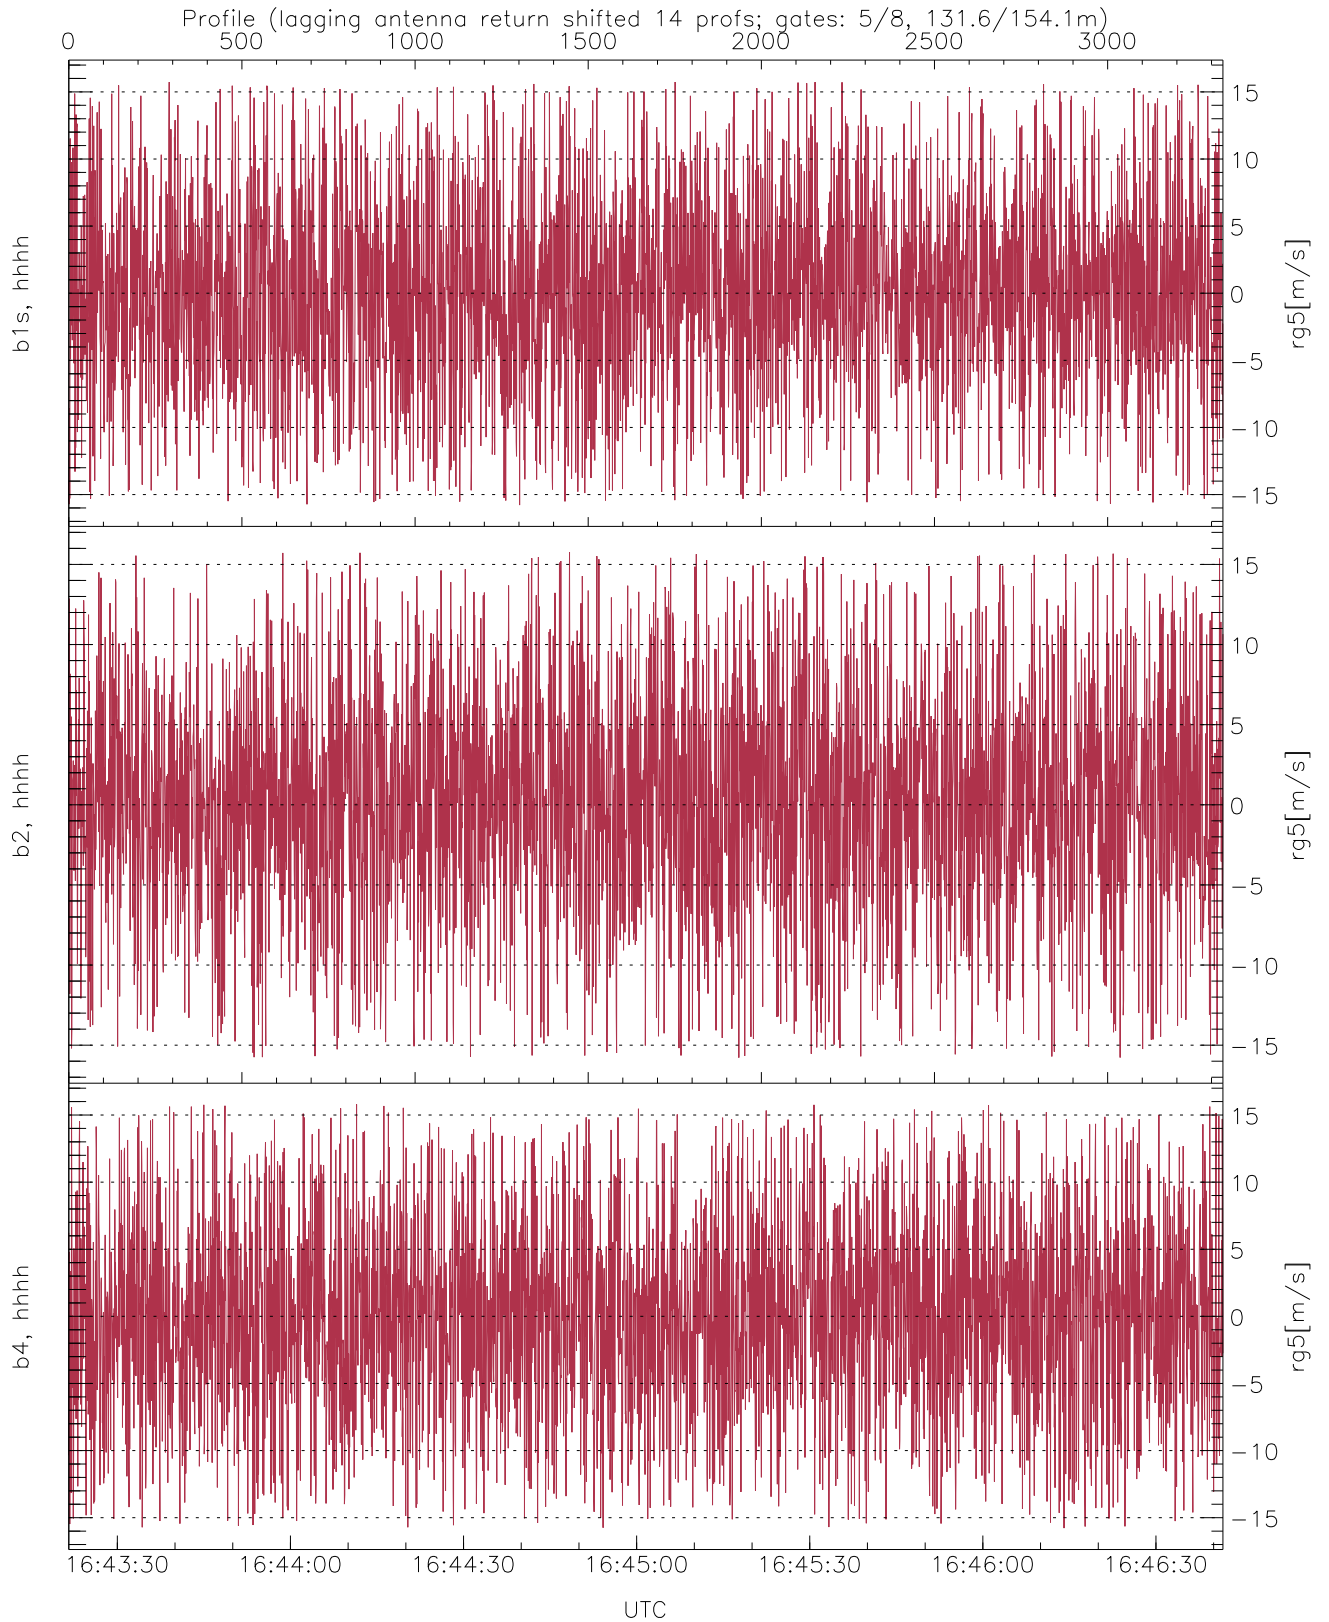 Profile (lagging antenna return shifted 14 profs; gates: 5/8, 131.6/154.1m)
0 500 1000 1500 2000 2500 3000
15
10
5
0
-5
-10
-15
b1s, hhhh
rg5[m/s]
15
10
5
0
-5
-10
-15
b2, hhhh
rg5[m/s]
15
10
5
0
-5
-10
-15
b4, hhhh
rg5[m/s]
16:43:30 16:44:00 16:44:30 16:45:00 16:45:30 16:46:00 16:46:30
UTC